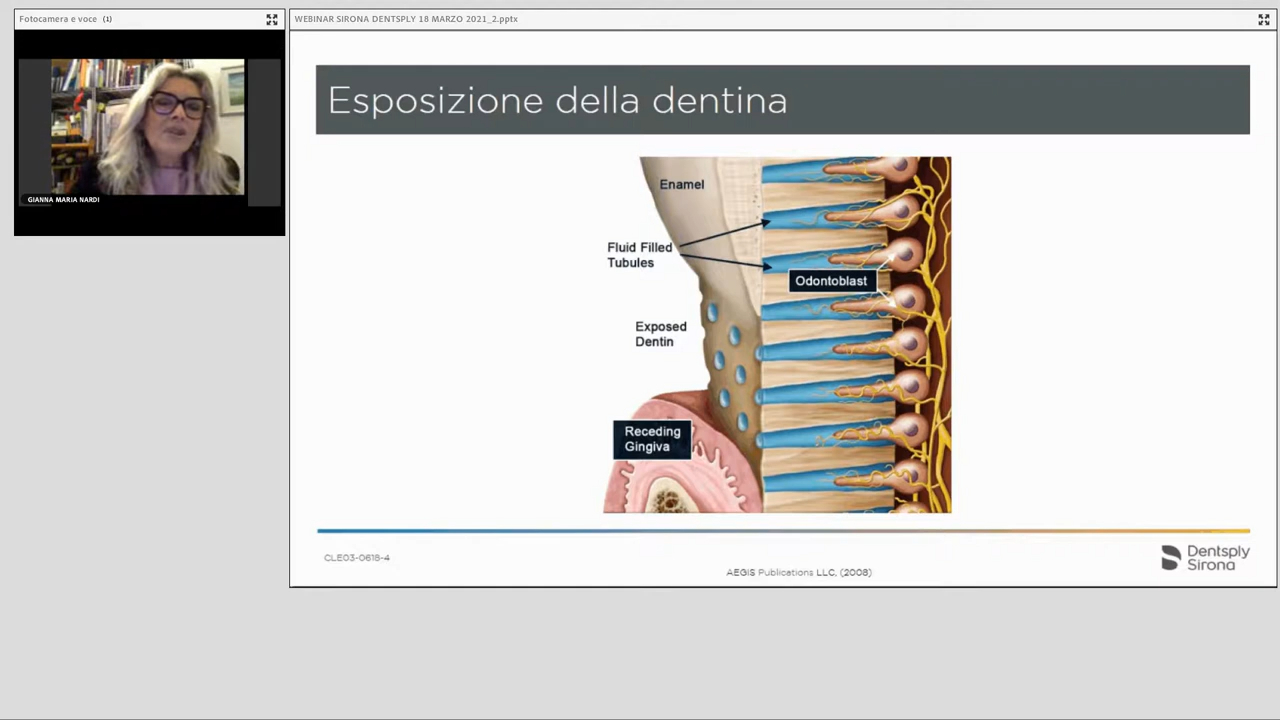 Fotocamera e voce (1)
GIANNA MARIA NARDI
WEBINAR SIRONA DENTSPLY 18 MARZO 2021_2.pptx
Esposizione della dentina
Enamel
Fluid Filled
Tubules
Odontoblast
Exposed
Dentin
Receding
Gingiva
CLE03-0618-4
AEGIS Publications LLC, (2008)
Dentsply
Sirona